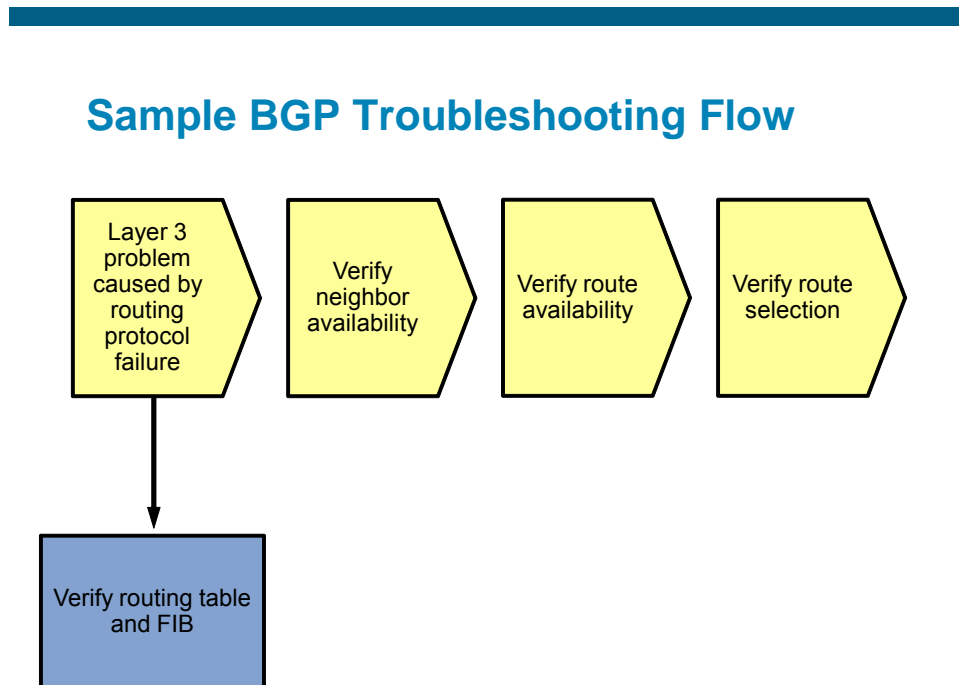 Sample BGP Troubleshooting Flow
Layer 3
problem
caused by
routing
protocol
failure
Verify
neighbor
availability
Verify route
availability
Verify route
selection
Verify routing table
and FIB